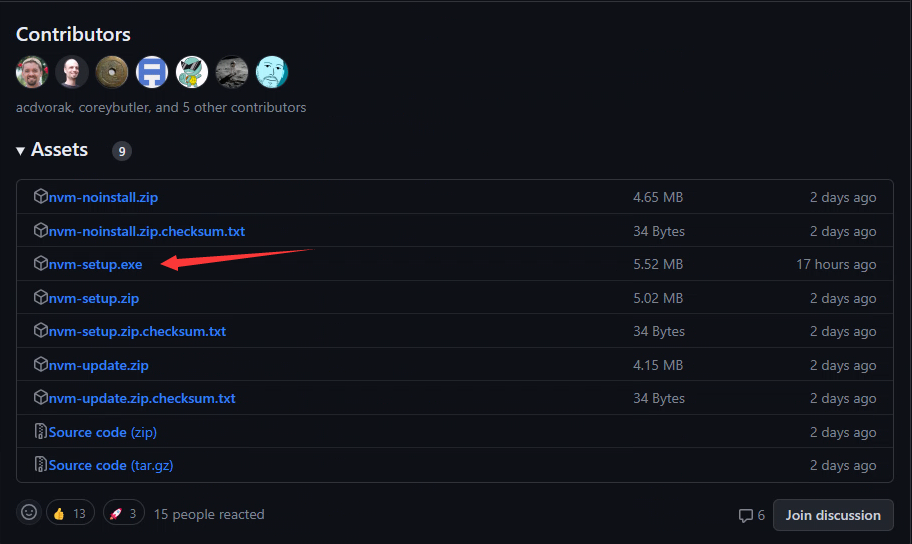 Contributors
acdvorak, coreybutler, and 5 other contributors
Assets 9
nvm-noinstall.zip 4.65 MB 2 days ago
nvm-noinstall.zip.checksum.txt 34 Bytes 2 days ago
nvm-setup.exe 5.52 MB 17 hours ago
nvm-setup.zip 5.02 MB 2 days ago
nvm-setup.zip.checksum.txt 34 Bytes 2 days ago
nvm-update.zip 4.15 MB 2 days ago
nvm-update.zip.checksum.txt 34 Bytes 2 days ago
Source code (zip) 2 days ago
Source code (tar.gz) 2 days ago
13 3 15 people reacted 6 Join discussion